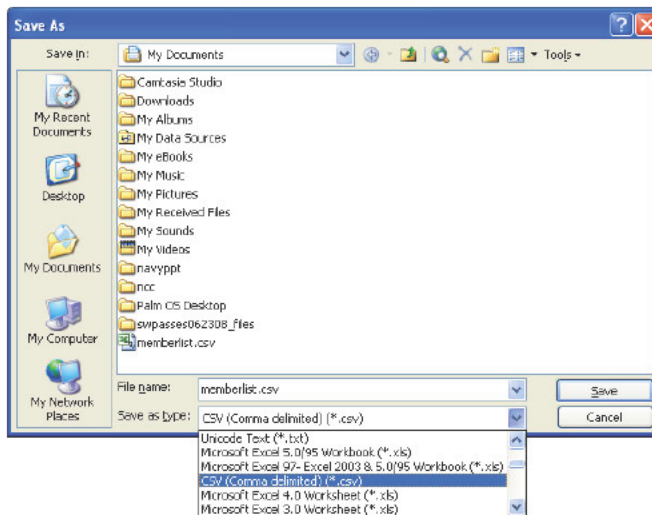 Save As
Save in:
My Documents
Tools
My Recent
Documents
Desktop
My Documents
My Computer
My Network
Places
Camtasia Studio
Downloads
My Albums
My Data Sources
My eBooks
My Music
My Pictures
My Received Files
My Sounds
My Videos
navyppt
ncc
Palm OS Desktop
swpasses062308_files
memberlist.csv
File name:
memberlist.csv
Save
Save as type:
CSV (Comma delimited) (*.csv)
Cancel
Unicode Text (*.txt)
Microsoft Excel 5.0/95 Workbook (*.xls)
Microsoft Excel 97- Excel 2003 & 5.0/95 Workbook (*.xls)
CSV (Comma delimited) (*.csv)
Microsoft Excel 4.0 Worksheet (*.xls)
Microsoft Excel 3.0 Worksheet (*.xls)